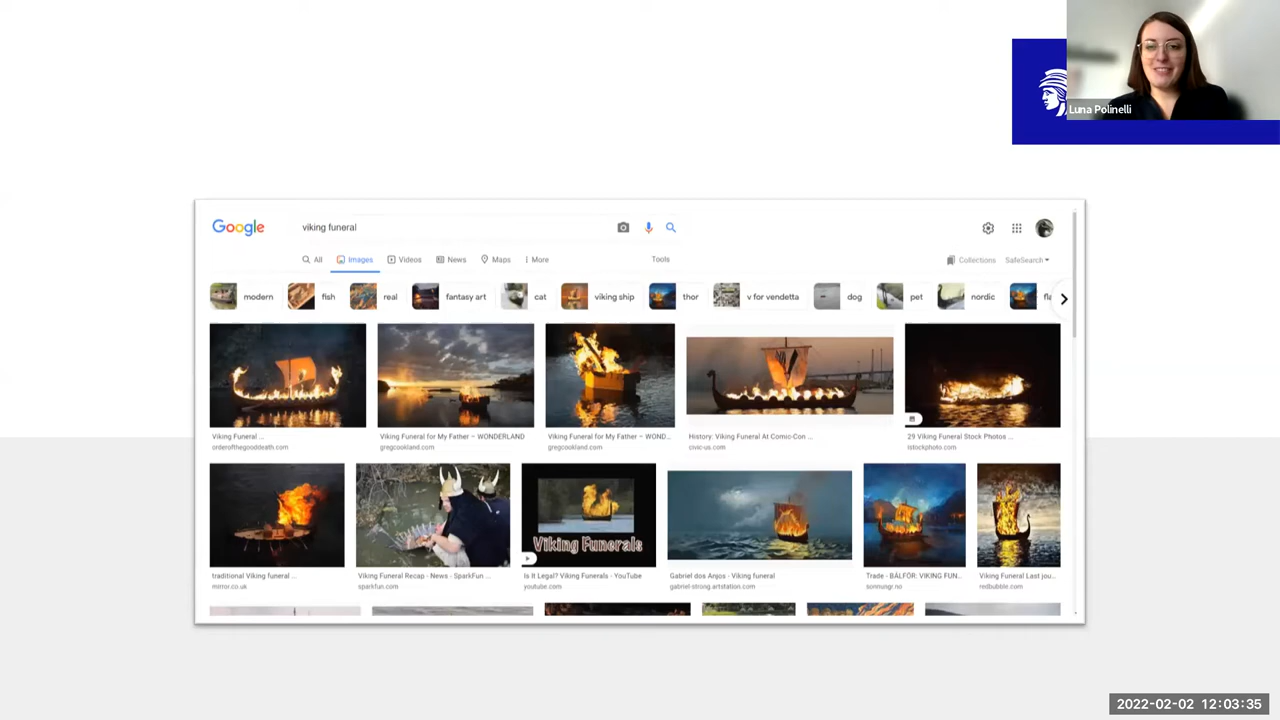 Luna Polinelli
Google
viking funeral
All
Images
Videos
News
Maps
More
Tools
Collections
SafeSearch
modern
fish
real
fantasy art
cat
viking ship
thor
v for vendetta
dog
pet
nordic
Viking Funeral ...
orderofthegooddeath.com
Viking Funeral for My Father – WONDERLAND
gregcookland.com
Viking Funeral for My Father – WOND...
gregcookland.com
History: Viking Funeral At Comic-Con ...
civic-us.com
29 Viking Funeral Stock Photos ...
istockphoto.com
Viking Funerals
traditional Viking funeral ...
mirror.co.uk
Viking Funeral Recap - News - SparkFun ...
sparkfun.com
Is It Legal? Viking Funerals - YouTube
youtube.com
Gabriel dos Anjos - Viking funeral
gabriel-strong.artstation.com
Trade - BÁLFÖR: VIKING FUN...
sonmungr.no
Viking Funeral Last jou...
redbubble.com
2022-02-02 12:03:35